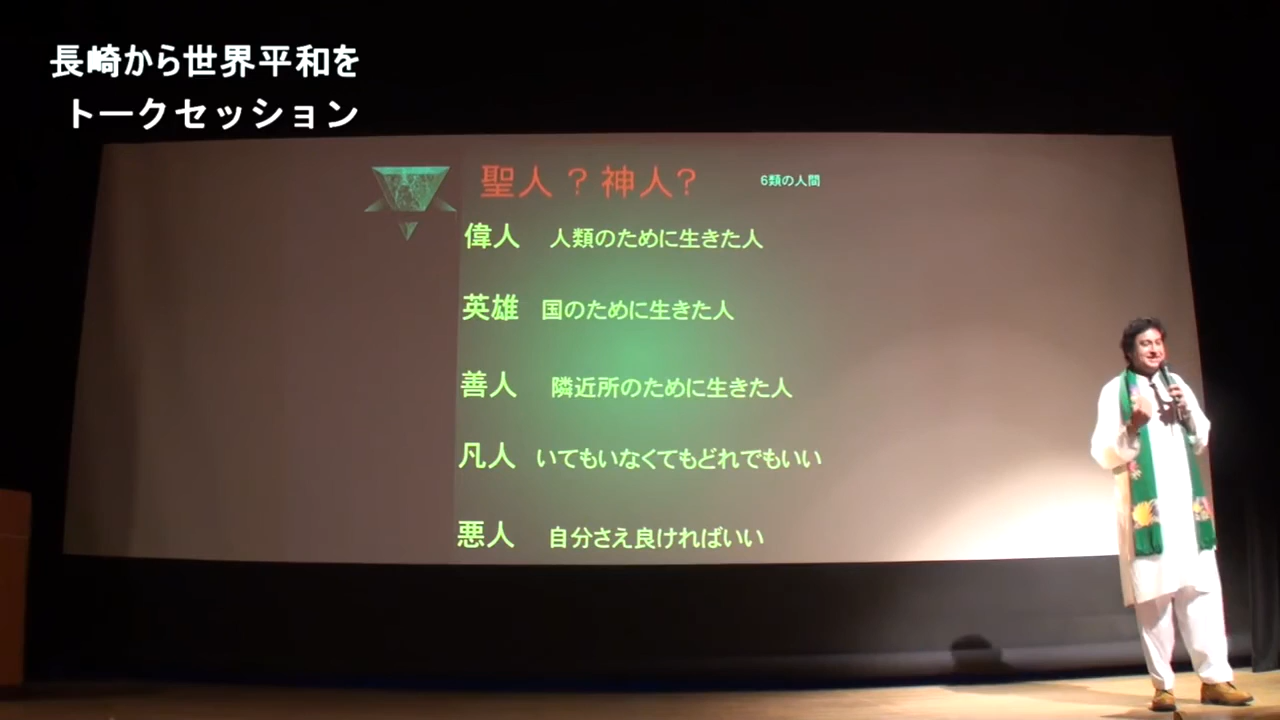 長崎から世界平和を
トークセッション
聖人?神人? 6類の人間
偉人 人類のために生きた人
英雄 国のために生きた人
善人 隣近所のために生きた人
凡人 いてもいなくてもどれでもいい
悪人 自分さえ良ければいい